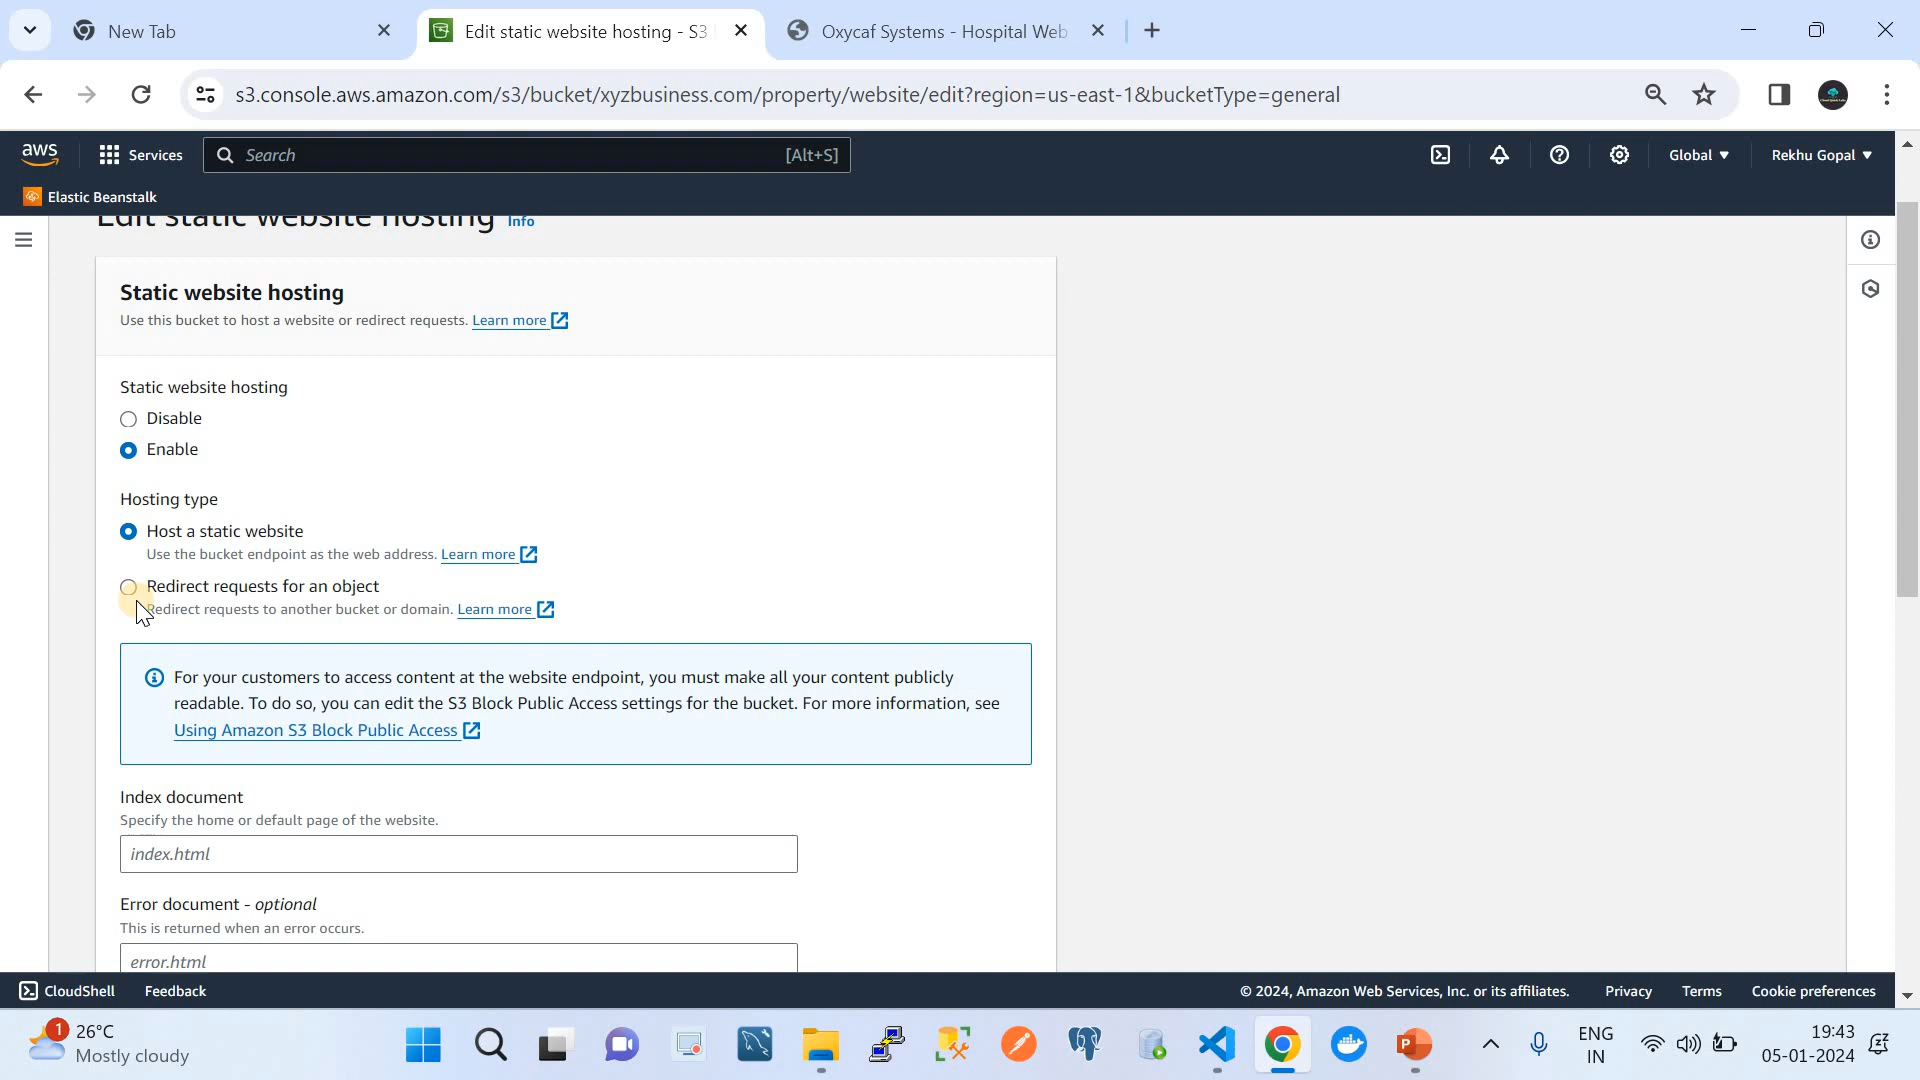 New Tab
Edit static website hosting - S3
Oxycaf Systems - Hospital Web
s3.console.aws.amazon.com/s3/bucket/xyzbusiness.com/property/website/edit?region=us-east-1&bucketType=general
aws
Services
Search
[Alt+S]
Global
Rekhu Gopal
Elastic Beanstalk
Edit static website hosting Info
Static website hosting
Use this bucket to host a website or redirect requests. Learn more
Static website hosting
Disable
Enable
Hosting type
Host a static website
Use the bucket endpoint as the web address. Learn more
Redirect requests for an object
Redirect requests to another bucket or domain. Learn more
For your customers to access content at the website endpoint, you must make all your content publicly
readable. To do so, you can edit the S3 Block Public Access settings for the bucket. For more information, see
Using Amazon S3 Block Public Access
Index document
Specify the home or default page of the website.
index.html
Error document - optional
This is returned when an error occurs.
error.html
CloudShell
Feedback
© 2024, Amazon Web Services, Inc. or its affiliates.
Privacy
Terms
Cookie preferences
1
26°C
Mostly cloudy
ENG
IN
19:43
05-01-2024